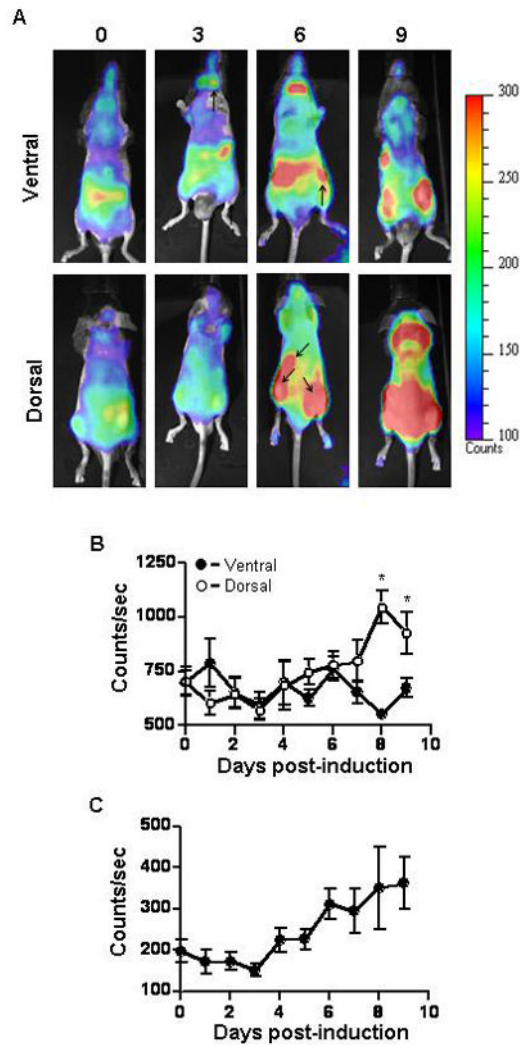 A
0 3 6 9
Ventral
Dorsal
300
250
200
150
100
Counts
B
Ventral
Dorsal
1250
1000
750
500
Counts/sec
* *
0 2 4 6 8 10
Days post-induction
C
500
400
300
200
100
Counts/sec
0 2 4 6 8 10
Days post-induction